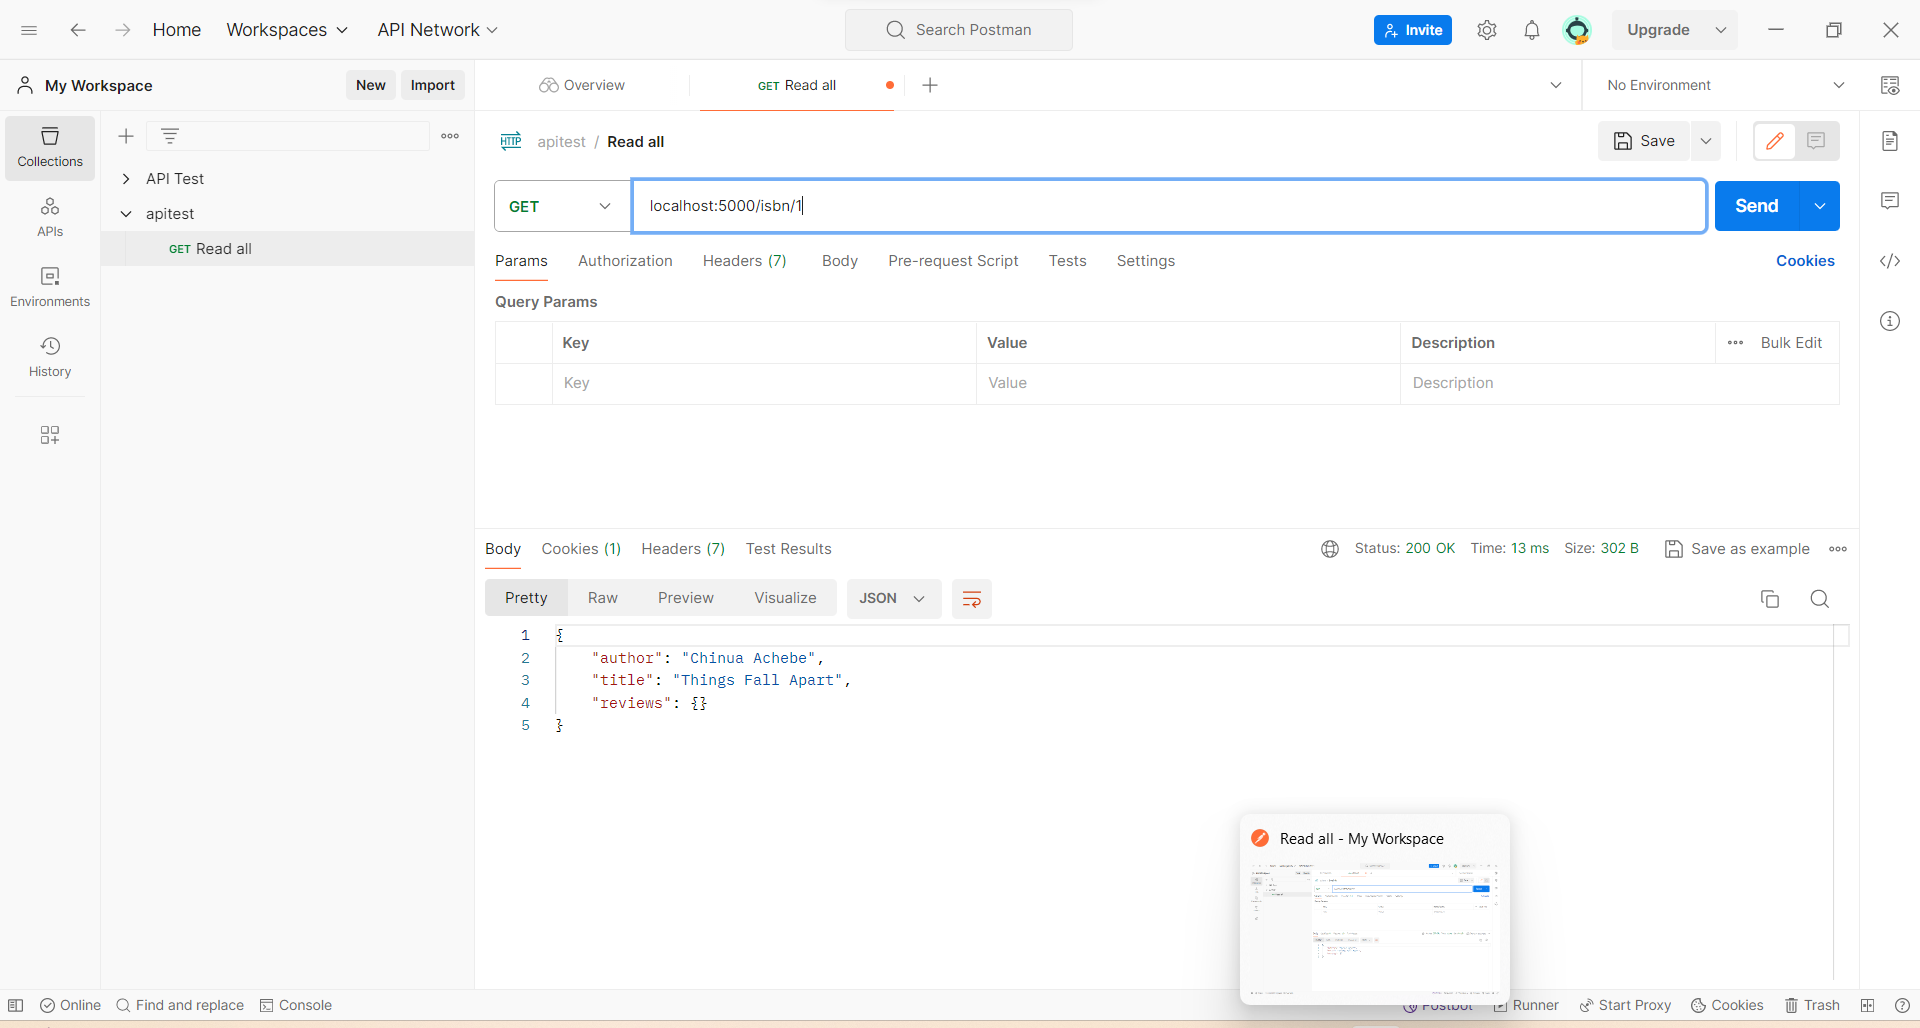 Home Workspaces API Network Search Postman Invite Upgrade
My Workspace New Import Overview GET Read all No Environment
Collections
API Test
apitest
GET Read all
APIs
Environments
History
HTTP apitest / Read all Save
GET localhost:5000/isbn/1 Send
Params Authorization Headers (7) Body Pre-request Script Tests Settings Cookies
Query Params
Key Value Description Bulk Edit
Key Value Description
Body Cookies (1) Headers (7) Test Results Status: 200 OK Time: 13 ms Size: 302 B Save as example
Pretty Raw Preview Visualize JSON
1 {
2 "author": "Chinua Achebe",
3 "title": "Things Fall Apart",
4 "reviews": {}
5 }
Read all - My Workspace
Online Find and replace Console Postbot Runner Start Proxy Cookies Trash